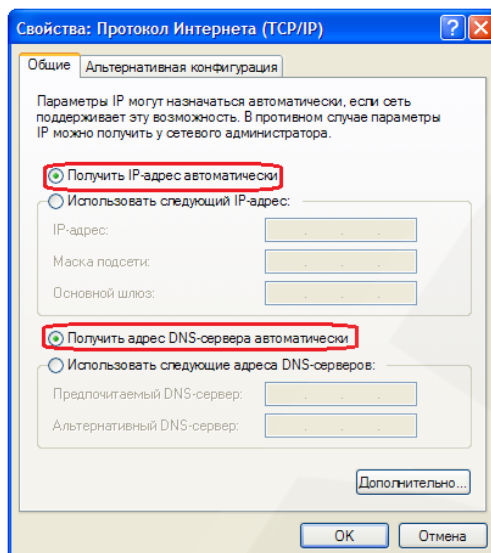 Свойства: Протокол Интернета (TCP/IP)
Общие
Альтернативная конфигурация
Параметры IP могут назначаться автоматически, если сеть
поддерживает эту возможность. В противном случае параметры
IP можно получить у сетевого администратора.
Получить IP-адрес автоматически
Использовать следующий IP-адрес:
IP-адрес:
Маска подсети:
Основной шлюз:
Получить адрес DNS-сервера автоматически
Использовать следующие адреса DNS-серверов:
Предпочитаемый DNS-сервер:
Альтернативный DNS-сервер:
Дополнительно...
OK
Отмена